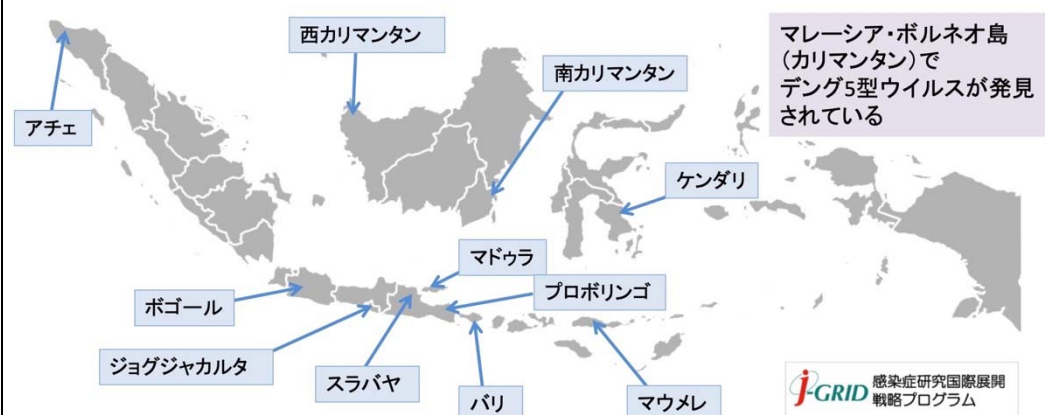 西カリマンタン
マレーシア・ボルネオ島
(カリマンタン)で
デング5型ウイルスが発見
されている
南カリマンタン
アチェ
ケンダリ
マドゥラ
プロボリンゴ
ボゴール
ジョグジャカルタ
スラバヤ
バリ
マウメレ
j-GRID 感染症研究国際展開
戦略プログラム